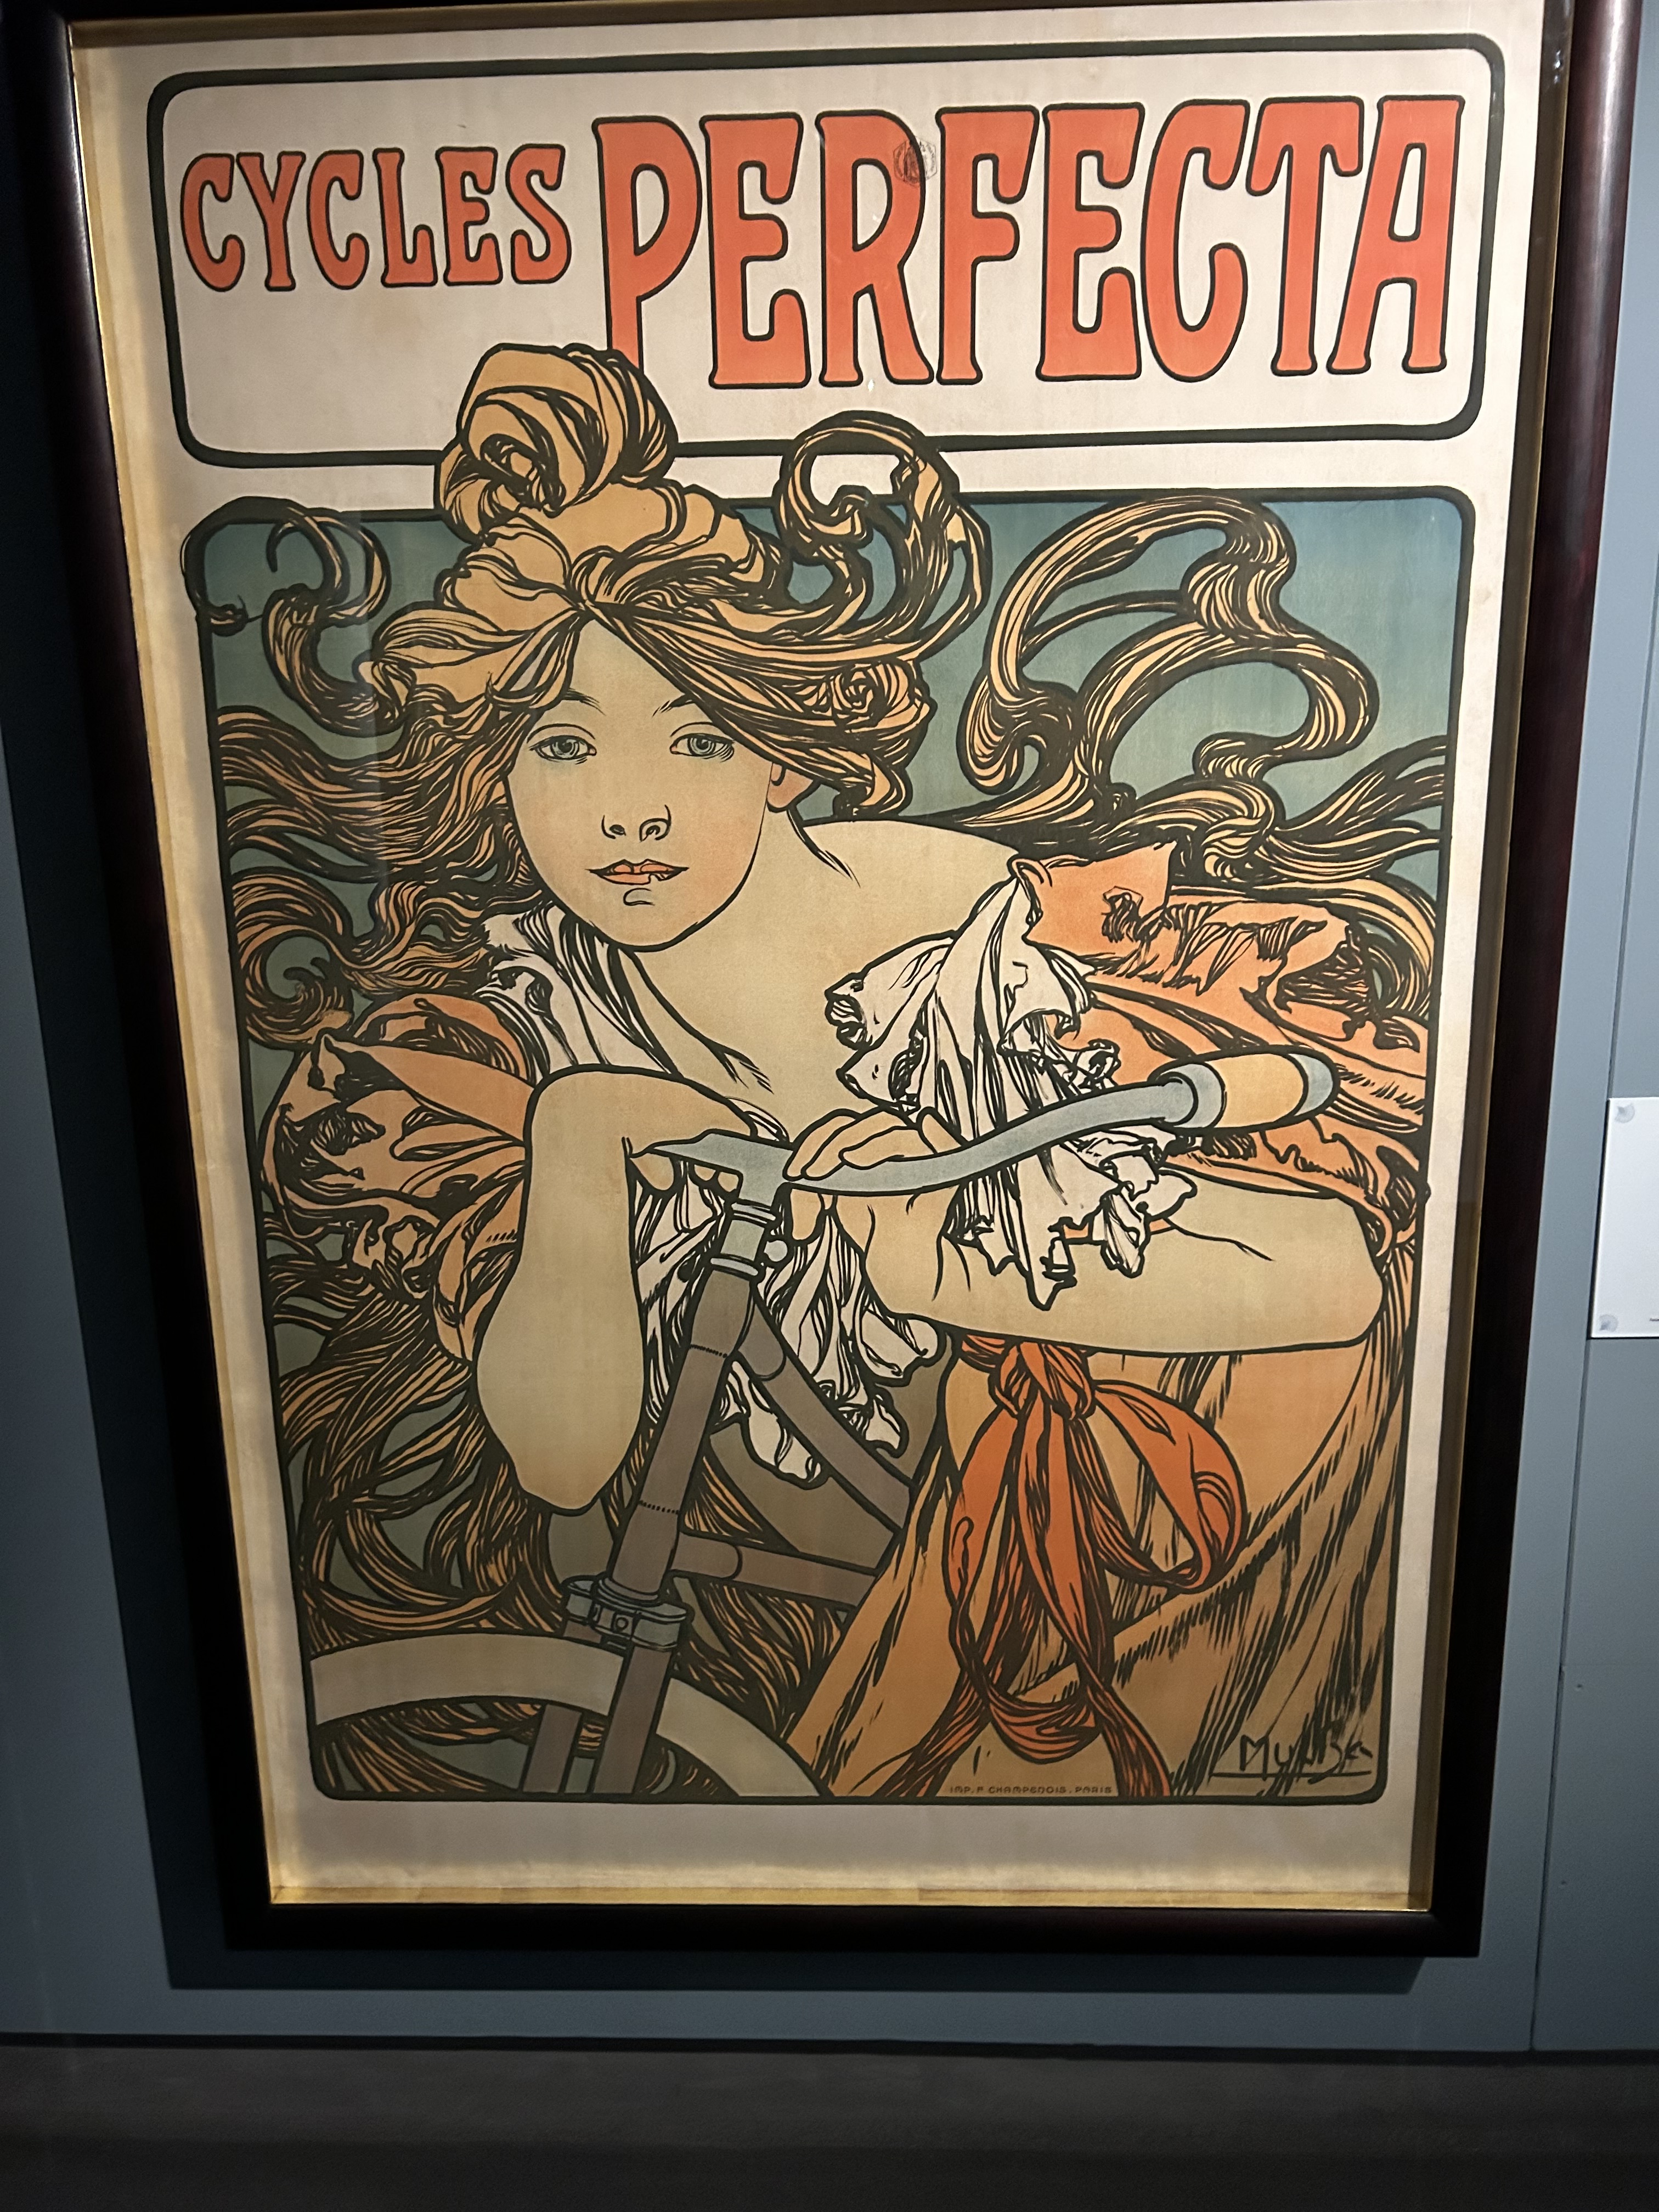 CYCLES PERFECTA
Mucha
IMP. F. CHAMPENOIS. PARIS